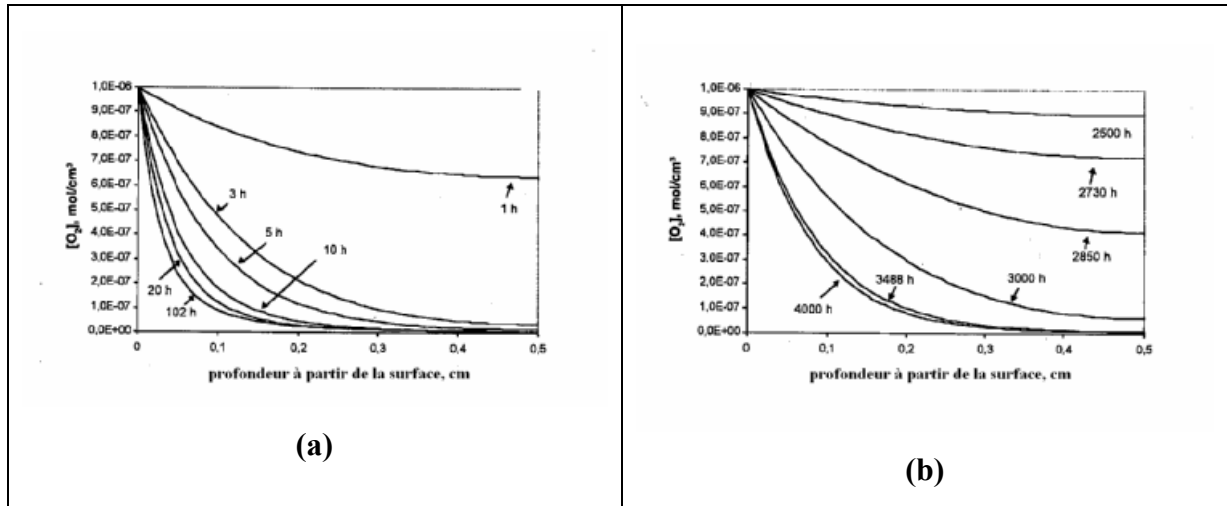 [O₂], mol/cm³
1,0E-06
9,0E-07
8,0E-07
7,0E-07
6,0E-07
5,0E-07
4,0E-07
3,0E-07
2,0E-07
1,0E-07
0,0E+00
1 h
3 h
5 h
10 h
20 h
102 h
0 0,1 0,2 0,3 0,4 0,5
profondeur à partir de la surface, cm
(a)
[O₂], mol/cm³
1,0E-06
9,0E-07
8,0E-07
7,0E-07
6,0E-07
5,0E-07
4,0E-07
3,0E-07
2,0E-07
1,0E-07
0,0E+00
2500 h
2730 h
2850 h
3000 h
3488 h
4000 h
0 0,1 0,2 0,3 0,4 0,5
profondeur à partir de la surface, cm
(b)